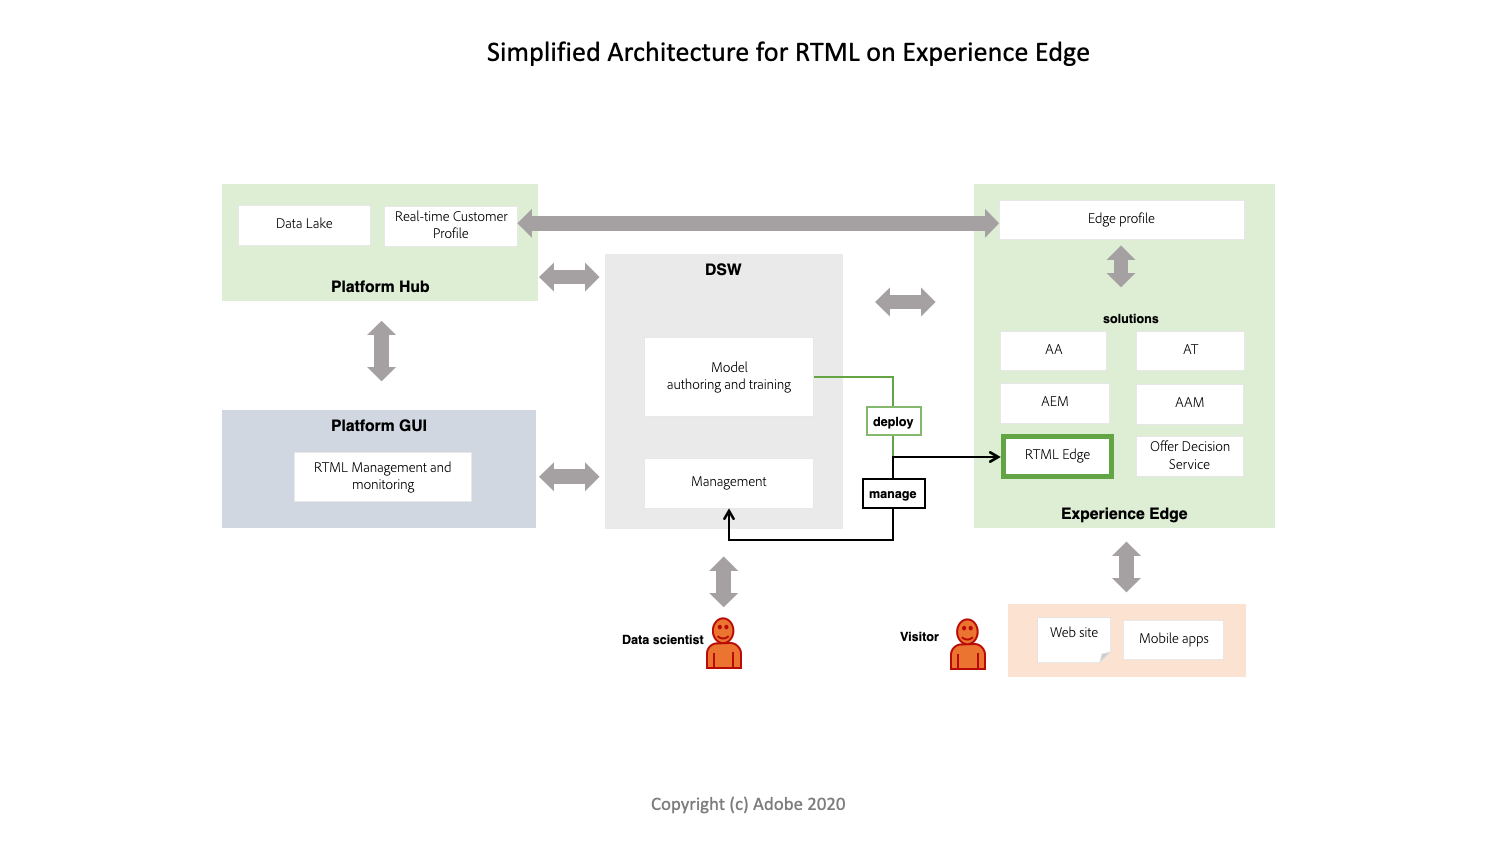 Simplified Architecture for RTML on Experience Edge
Data Lake
Real-time Customer
Profile
Platform Hub
DSW
Edge profile
solutions
AA
AT
AEM
AAM
RTML Edge
Offer Decision
Service
Experience Edge
Model
authoring and training
deploy
manage
Management
Platform GUI
RTML Management and
monitoring
Data scientist
Visitor
Web site
Mobile apps
Copyright (c) Adobe 2020